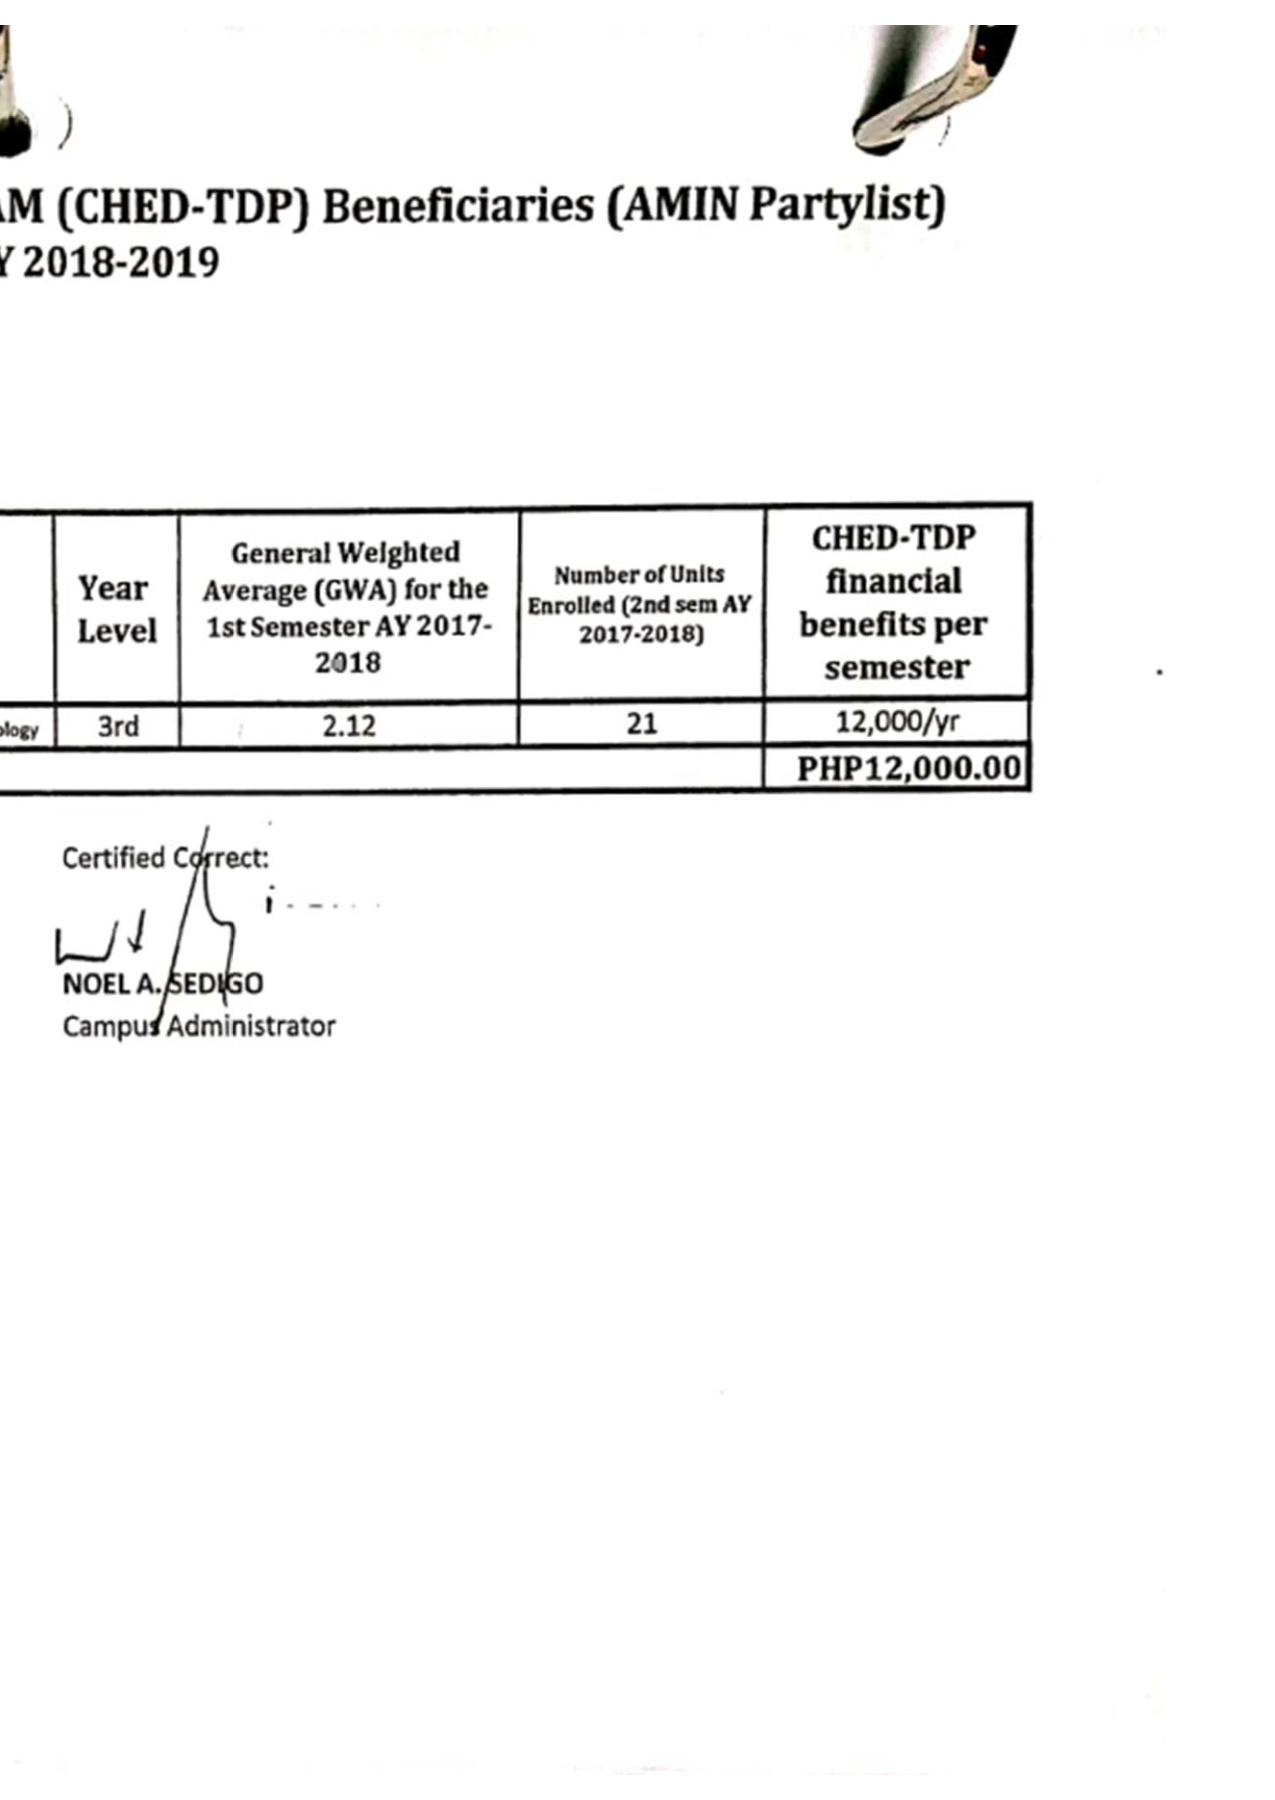 AM (CHED-TDP) Beneficiaries (AMIN Partylist)
Y 2018-2019
Year
Level
General Weighted
Average (GWA) for the
1st Semester AY 2017-
2018
Number of Units
Enrolled (2nd sem AY
2017-2018)
CHED-TDP
financial
benefits per
semester
ology
3rd
2.12
21
12,000/yr
PHP12,000.00
Certified Correct:
NOEL A. SEDIGO
Campus Administrator